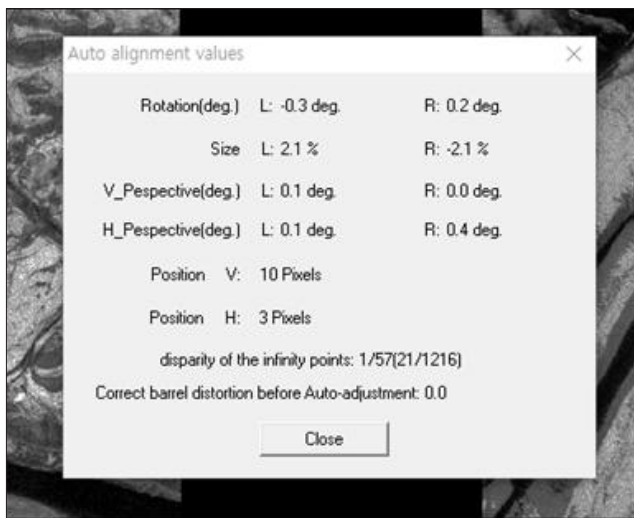 Auto alignment values
Rotation(deg.) L: -0.3 deg. R: 0.2 deg.
Size L: 2.1 % R: -2.1 %
V_Pespective(deg.) L: 0.1 deg. R: 0.0 deg.
H_Pespective(deg.) L: 0.1 deg. R: 0.4 deg.
Position V: 10 Pixels
Position H: 3 Pixels
disparity of the infinity points: 1/57(21/1216)
Correct barrel distortion before Auto-adjustment: 0.0
Close